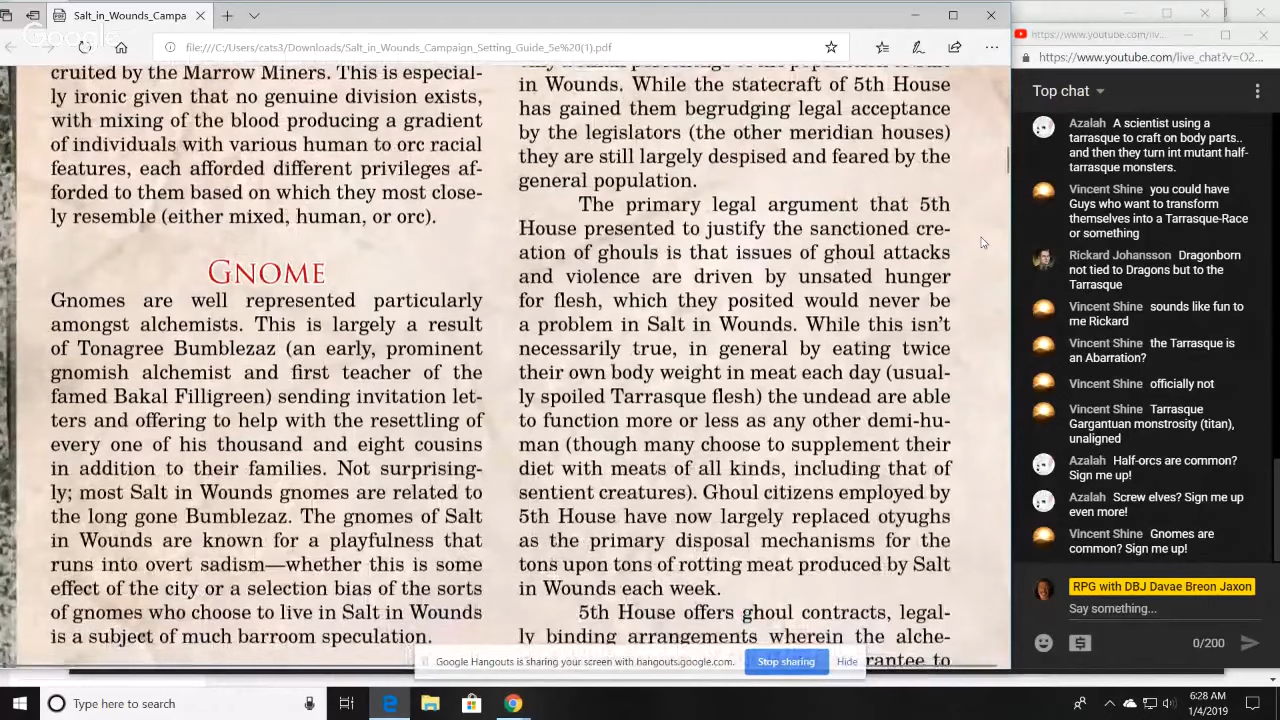 Salt_in_Wounds_Campa
Google
file:///C:/Users/cats3/Downloads/Salt_in_Wounds_Campaign_Setting_Guide_5e%20(1).pdf
cruited by the Marrow Miners. This is especial-
ly ironic given that no genuine division exists,
with mixing of the blood producing a gradient
of individuals with various human to orc racial
features, each afforded different privileges af-
forded to them based on which they most close-
ly resemble (either mixed, human, or orc).
GNOME
Gnomes are well represented particularly
amongst alchemists. This is largely a result
of Tonagree Bumblezaz (an early, prominent
gnomish alchemist and first teacher of the
famed Bakal Filligreen) sending invitation let-
ters and offering to help with the resettling of
every one of his thousand and eight cousins
in addition to their families. Not surprising-
ly; most Salt in Wounds gnomes are related to
the long gone Bumblezaz. The gnomes of Salt
in Wounds are known for a playfulness that
runs into overt sadism—whether this is some
effect of the city or a selection bias of the sorts
of gnomes who choose to live in Salt in Wounds
is a subject of much barroom speculation.
in Wounds. While the statecraft of 5th House
has gained them begrudging legal acceptance
by the legislators (the other meridian houses)
they are still largely despised and feared by the
general population.
The primary legal argument that 5th
House presented to justify the sanctioned cre-
ation of ghouls is that issues of ghoul attacks
and violence are driven by unsated hunger
for flesh, which they posited would never be
a problem in Salt in Wounds. While this isn't
necessarily true, in general by eating twice
their own body weight in meat each day (usual-
ly spoiled Tarrasque flesh) the undead are able
to function more or less as any other demi-hu-
man (though many choose to supplement their
diet with meats of all kinds, including that of
sentient creatures). Ghoul citizens employed by
5th House have now largely replaced otyughs
as the primary disposal mechanisms for the
tons upon tons of rotting meat produced by Salt
in Wounds each week.
5th House offers ghoul contracts, legal-
ly binding arrangements wherein the alche-
rantee to
Google Hangouts is sharing your screen with hangouts.google.com.
Stop sharing
Hide
https://www.youtube.com/liv...
https://www.youtube.com/live_chat?v=O2...
Top chat
Azalah A scientist using a
tarrasque to craft on body parts..
and then they turn int mutant half-
tarrasque monsters.
Vincent Shine you could have
Guys who want to transform
themselves into a Tarrasque-Race
or something
Rickard Johansson Dragonborn
not tied to Dragons but to the
Tarrasque
Vincent Shine sounds like fun to
me Rickard
Vincent Shine the Tarrasque is
an Abarration?
Vincent Shine officially not
Vincent Shine Tarrasque
Gargantuan monstrosity (titan),
unaligned
Azalah Half-orcs are common?
Sign me up!
Azalah Screw elves? Sign me up
even more!
Vincent Shine Gnomes are
common? Sign me up!
RPG with DBJ Davae Breon Jaxon
Say something...
0/200
Type here to search
6:28 AM
1/4/2019